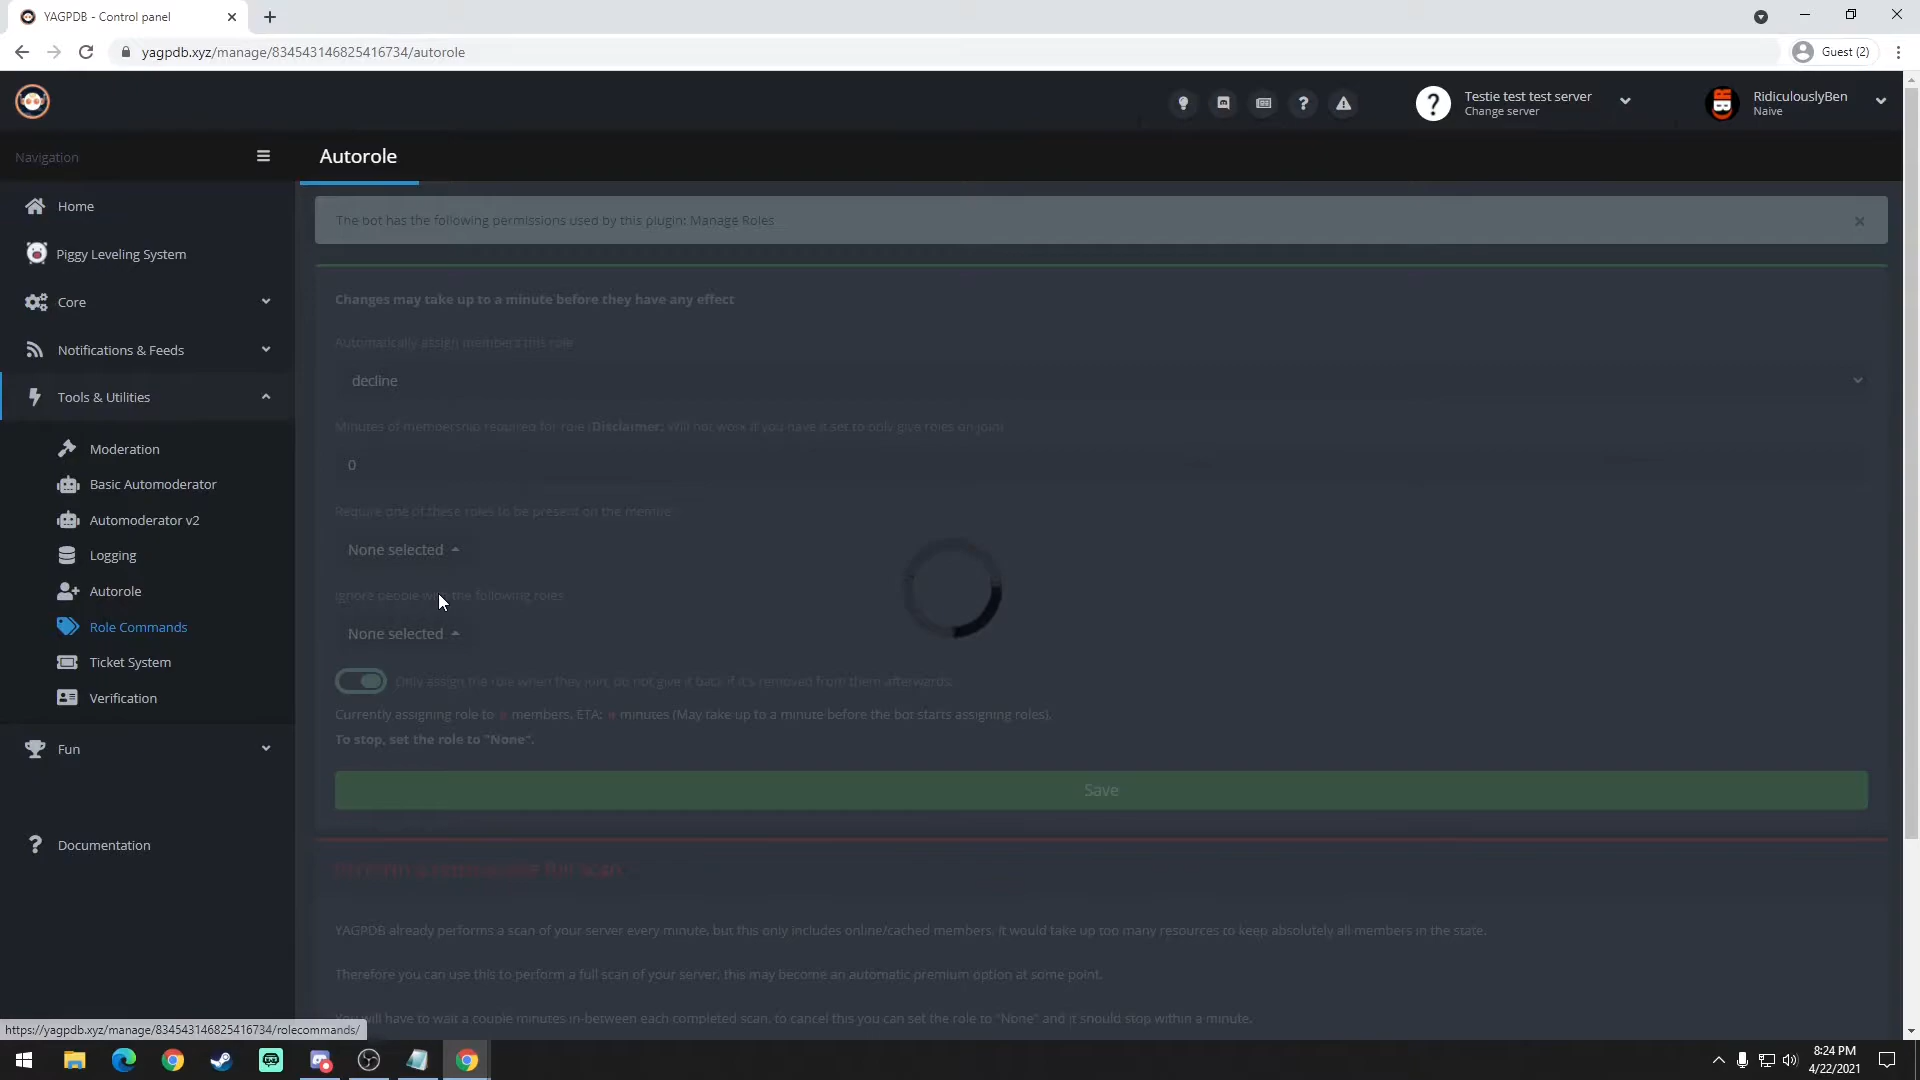 YAGPDB - Control panel
yagpdb.xyz/manage/834543146825416734/autorole
Guest (2)
Testie test test server
Change server
RidiculouslyBen
Naive
Navigation
Autorole
Home
Piggy Leveling System
Core
Notifications & Feeds
Tools & Utilities
Moderation
Basic Automoderator
Automoderator v2
Logging
Autorole
Role Commands
Ticket System
Verification
Fun
Documentation
The bot has the following permissions used by this plugin: Manage Roles
Changes may take up to a minute before they have any effect
Automatically assign members this role
decline
Minutes of membership required for role (Disclaimer: Will not work if you have it set to only give roles on join)
0
Require one of these roles to be present on the
None selected
Ignore people the following roles
None selected
Only assign the role when they join, do not give it back if it's removed from them afterwards.
Currently assigning role to members, ETA: minutes (May take up to a minute before the bot starts assigning roles),
To stop, set the role to "None".
Save
full scan
YAGPDB already performs a scan of your server every minute, but this only includes online/cached members, it would take up too many resources to keep absolutely all members in the state.
Therefore you can use this to perform a full scan of your server, this may become an automatic premium option at some point.
You will have to wait a couple minutes in-between each completed scan, to cancel this you can set the role to "None" and it should stop within a minute.
https://yagpdb.xyz/manage/834543146825416734/rolecommands/
8:24 PM
4/22/2021